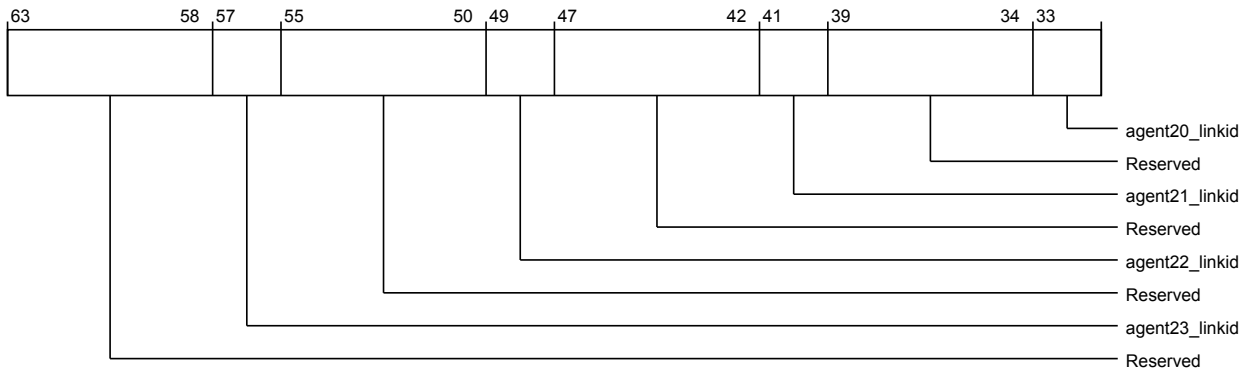 63 58 57 55 50 49 47 42 41 39 34 33
agent20_linkid
Reserved
agent21_linkid
Reserved
agent22_linkid
Reserved
agent23_linkid
Reserved